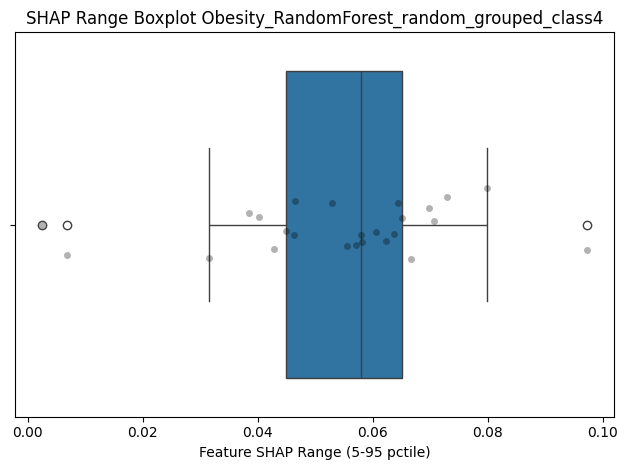 SHAP Range Boxplot Obesity_RandomForest_random_grouped_class4
0.00 0.02 0.04 0.06 0.08 0.10
Feature SHAP Range (5-95 pctile)